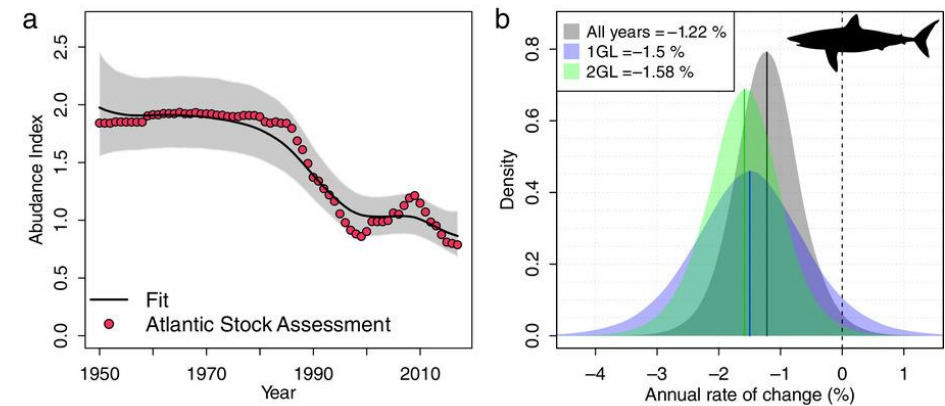 a
2.5
2.0
1.5
1.0
0.5
0.0
Abudance Index
Fit
Atlantic Stock Assessment
1950
1970
1990
2010
Year
b
All years =−1.22 %
1GL =−1.5 %
2GL =−1.58 %
0.8
0.6
0.4
0.2
0.0
Density
−4
−3
−2
−1
0
1
Annual rate of change (%)